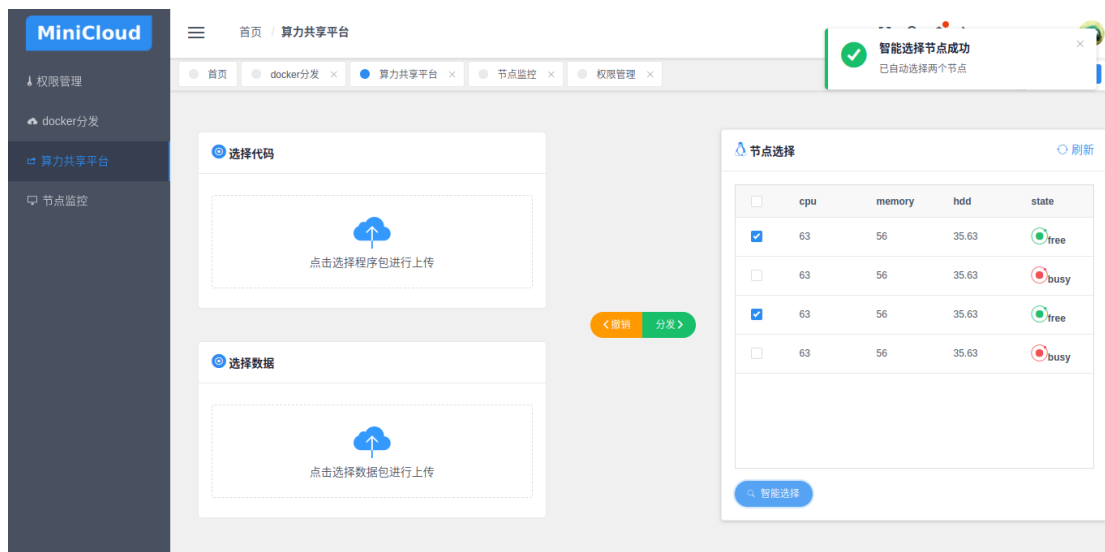 MiniCloud
首页 / 算力共享平台
智能选择节点成功
已自动选择两个节点
权限管理
docker分发
算力共享平台
节点监控
首页 docker分发 算力共享平台 节点监控 权限管理
选择代码
点击选择程序包进行上传
选择数据
点击选择数据包进行上传
撤销 分发
节点选择 刷新
cpu memory hdd state
63 56 35.63 free
63 56 35.63 busy
63 56 35.63 free
63 56 35.63 busy
智能选择